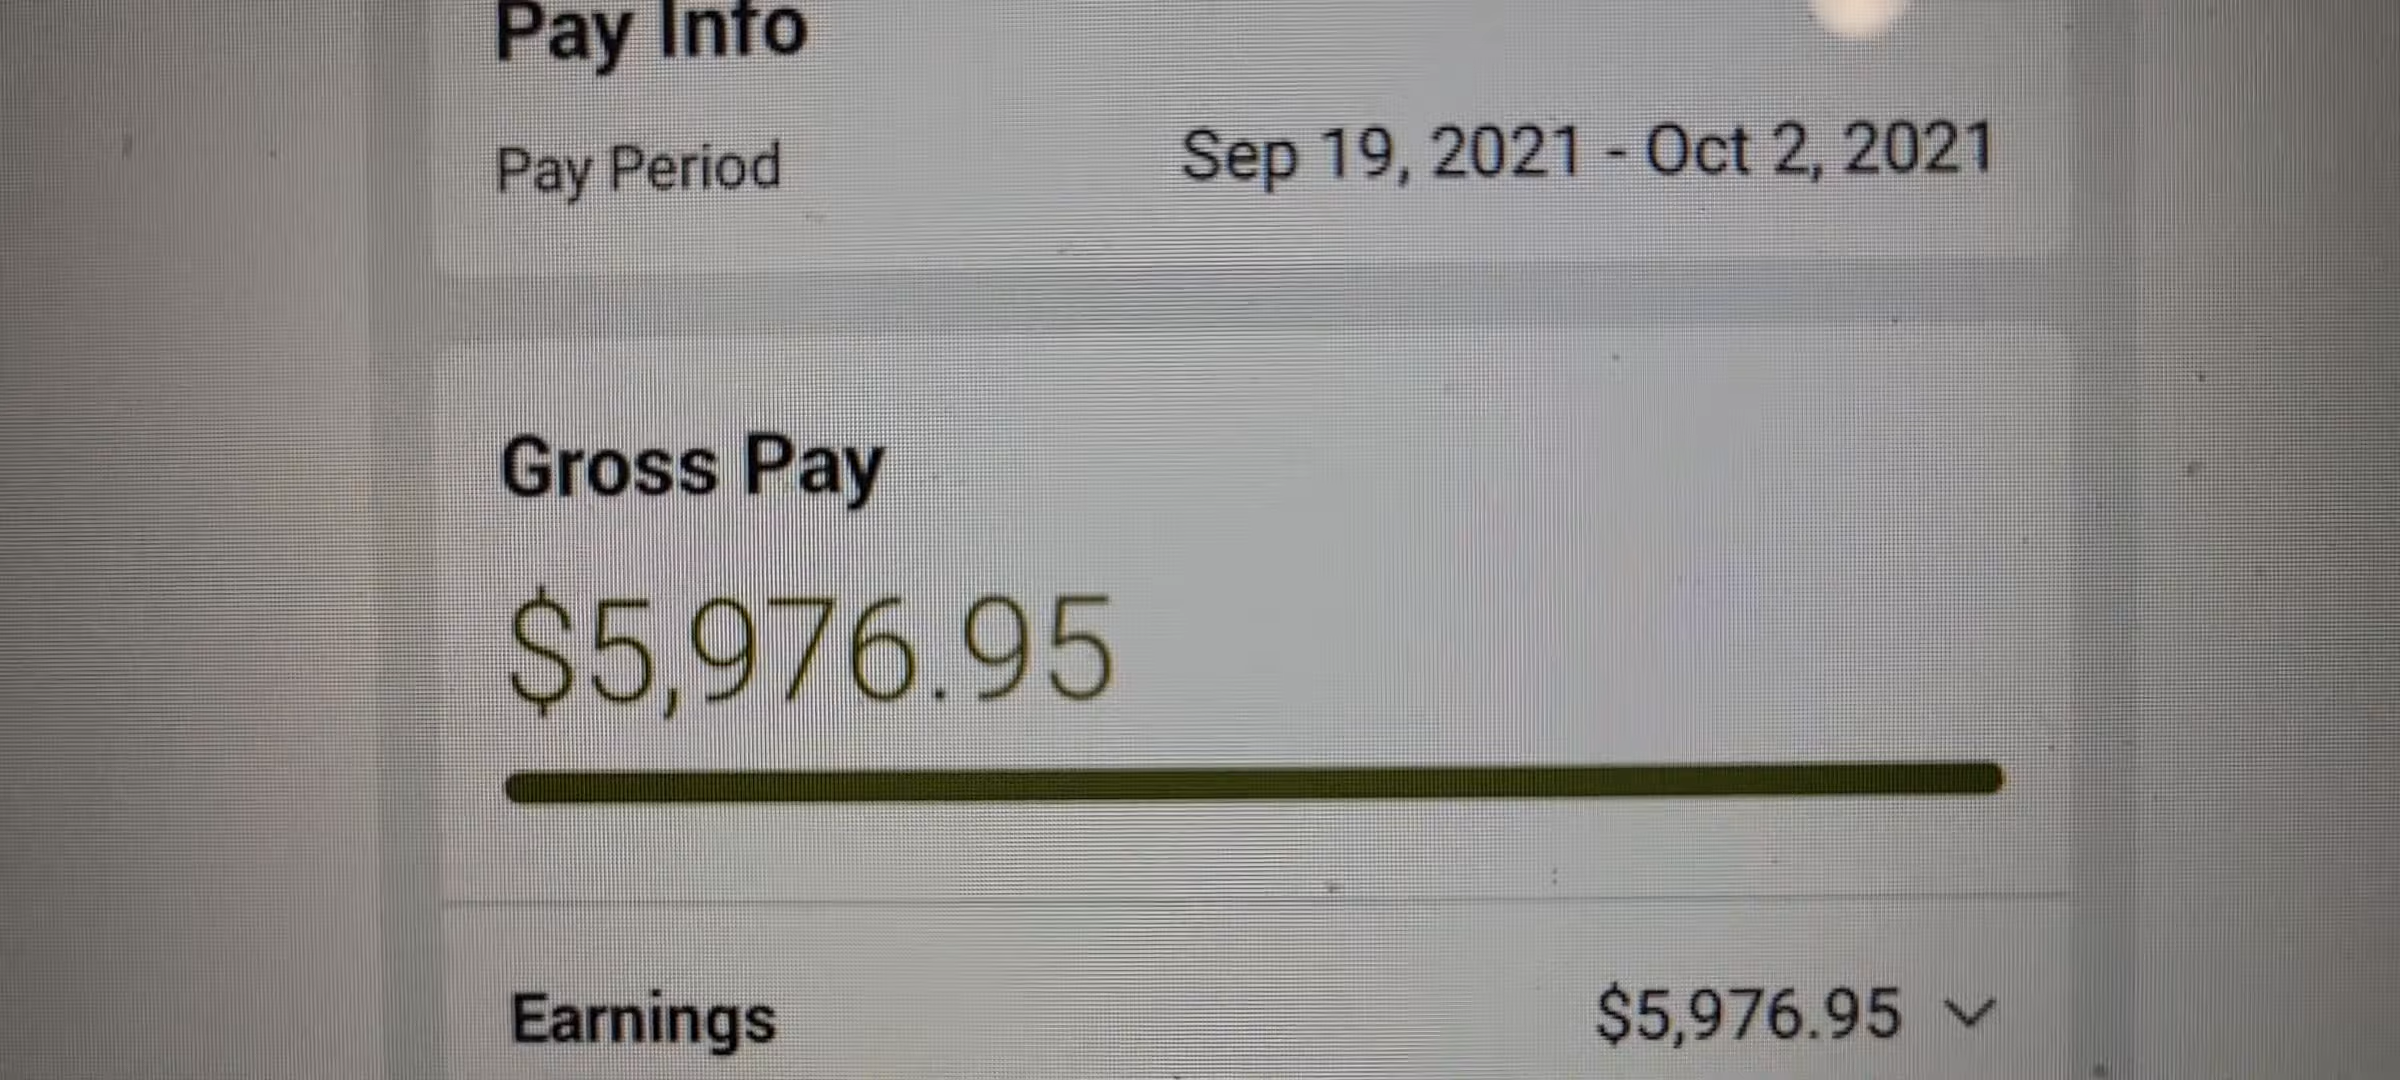 Pay Info
Pay Period Sep 19, 2021 - Oct 2, 2021
Gross Pay
$5,976.95
Earnings $5,976.95